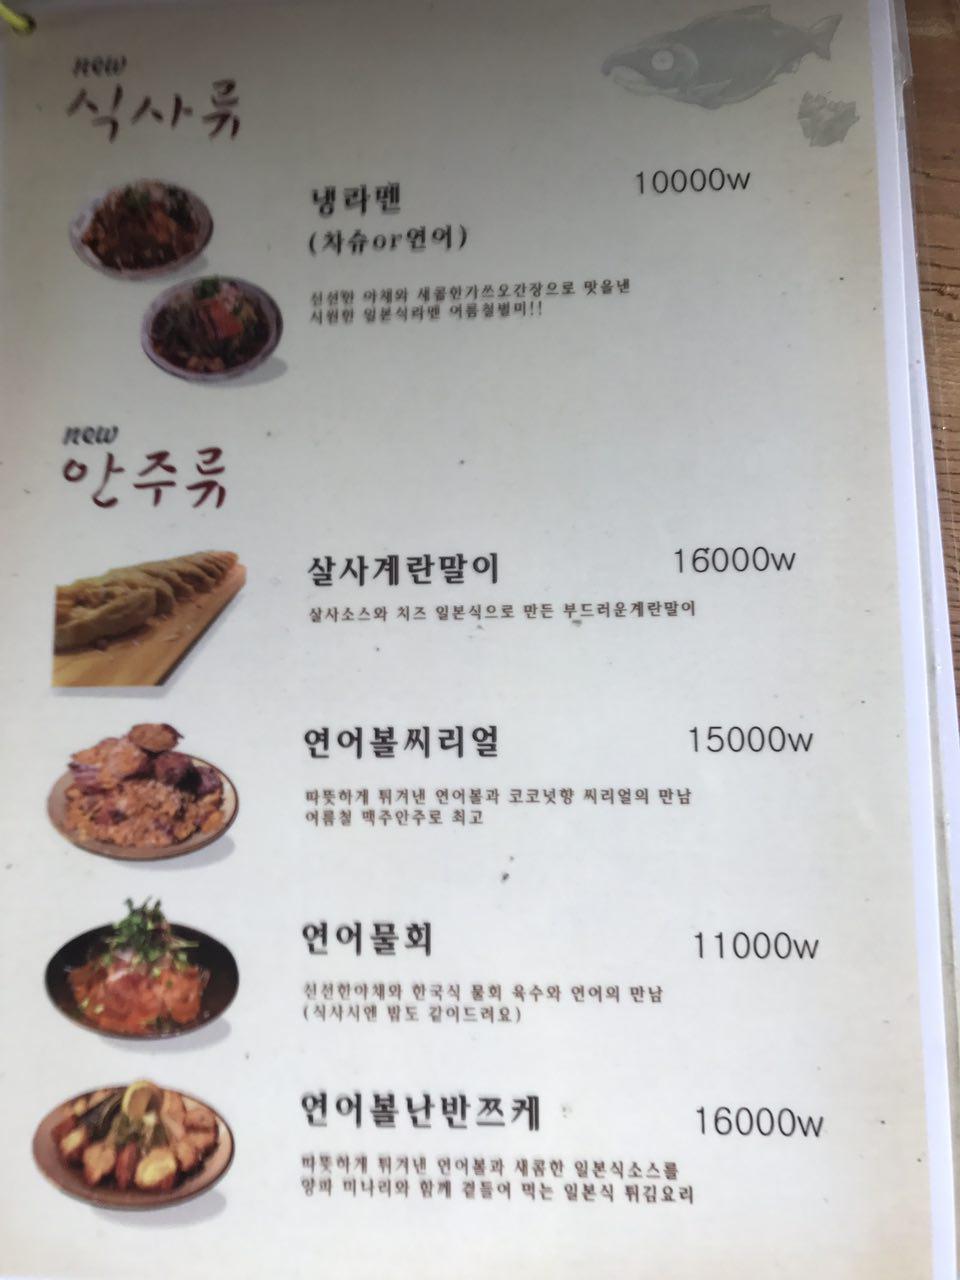 new
식사류
냉라멘
10000w
(차슈or연어)
신선한 야채와 새콤한가쓰오간장으로 맛을낸
시원한 일본식라멘 여름철별미!!
new
안주류
살사계란말이
16000w
살사소스와 치즈 일본식으로 만든 부드러운계란말이
연어볼씨리얼
15000w
따뜻하게 튀겨낸 연어볼과 코코넛향 씨리얼의 만남
여름철 맥주안주로 최고
연어물회
11000w
신선한야채와 한국식 물회 육수와 연어의 만남
(식사시엔 밥도 같이드려요)
연어볼난반쯔케
16000w
따뜻하게 튀겨낸 연어볼과 새콤한 일본식소스를
양파 미나리와 함께 곁들어 먹는 일본식 튀김요리